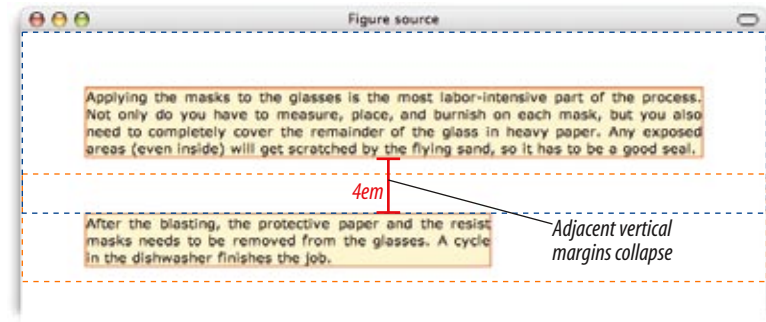 Figure source
Applying the masks to the glasses is the most labor-intensive part of the process.
Not only do you have to measure, place, and burnish on each mask, but you also
need to completely cover the remainder of the glass in heavy paper. Any exposed
areas (even inside) will get scratched by the flying sand, so it has to be a good seal.
4em
After the blasting, the protective paper and the resist
masks needs to be removed from the glasses. A cycle
in the dishwasher finishes the job.
Adjacent vertical
margins collapse